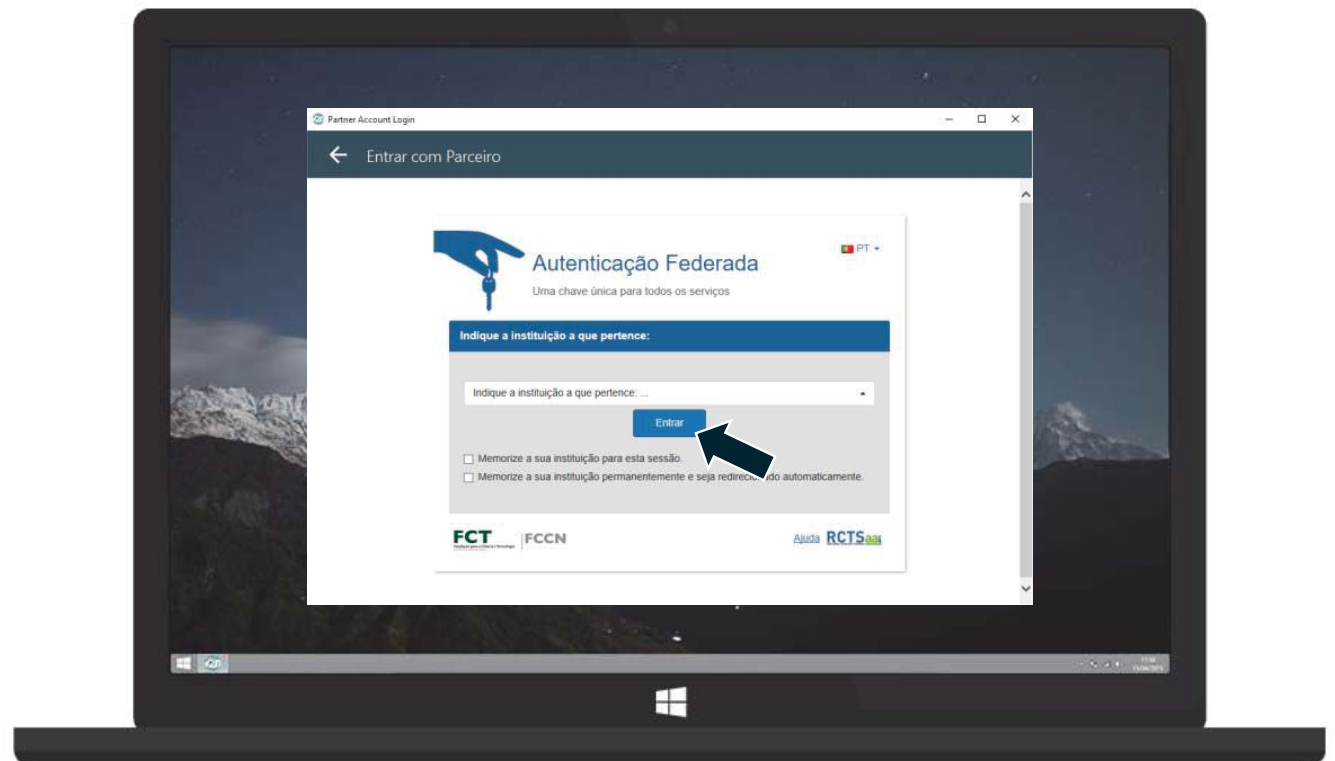 Partner Account Login
Entrar com Parceiro
PT
Autenticação Federada
Uma chave única para todos os serviços
Indique a instituição a que pertence:
Indique a instituição a que pertence: ...
Entrar
Memorize a sua instituição para esta sessão.
Memorize a sua instituição permanentemente e seja automaticamente.
FCT FCCN
Ajuda RCTSaai